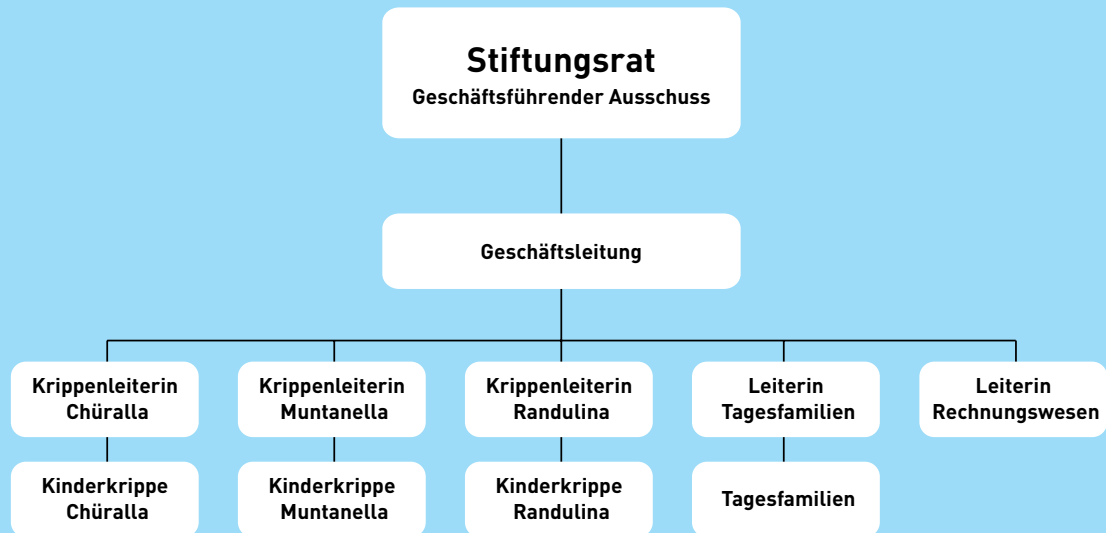 Stiftungsrat
Geschäftsführender Ausschuss
Geschäftsleitung
Krippenleiterin
Chüralla
Krippenleiterin
Muntanella
Krippenleiterin
Randulina
Leiterin
Tagesfamilien
Leiterin
Rechnungswesen
Kinderkrippe
Chüralla
Kinderkrippe
Muntanella
Kinderkrippe
Randulina
Tagesfamilien